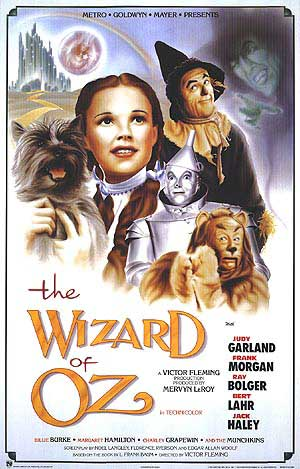 METRO · GOLDWYN · MAYER · PRESENTS
the
WIZARD
of
OZ
JUDY
GARLAND
FRANK
MORGAN
RAY
BOLGER
BERT
LAHR
JACK
HALEY
A VICTOR FLEMING
PRODUCTION
PRODUCED BY
MERVYN LeROY
in TECHNICOLOR
BILLIE BURKE · MARGARET HAMILTON · CHARLEY GRAPEWIN · AND THE MUNCHKINS
SCREENPLAY BY NOEL LANGLEY, FLORENCE RYERSON AND EDGAR ALLAN WOOLF
BASED ON THE BOOK BY L. FRANK BAUM · DIRECTED BY VICTOR FLEMING